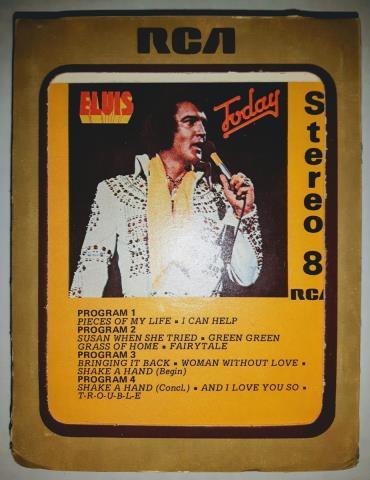 RCA
ELVIS
Today
Stereo 8
RCA
PROGRAM 1
PIECES OF MY LIFE ▪ I CAN HELP
PROGRAM 2
SUSAN WHEN SHE TRIED ▪ GREEN GREEN
GRASS OF HOME ▪ FAIRYTALE
PROGRAM 3
BRINGING IT BACK ▪ WOMAN WITHOUT LOVE ▪
SHAKE A HAND (Begin)
PROGRAM 4
SHAKE A HAND (Concl.) ▪ AND I LOVE YOU SO ▪
T-R-O-U-B-L-E